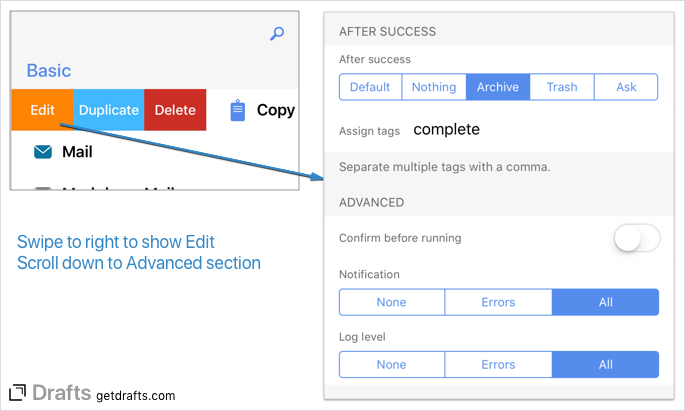 Basic
Edit Duplicate Delete Copy
Mail
Swipe to right to show Edit
Scroll down to Advanced section
Drafts getdrafts.com
AFTER SUCCESS
After success
Default Nothing Archive Trash Ask
Assign tags complete
Separate multiple tags with a comma.
ADVANCED
Confirm before running
Notification
None Errors All
Log level
None Errors All